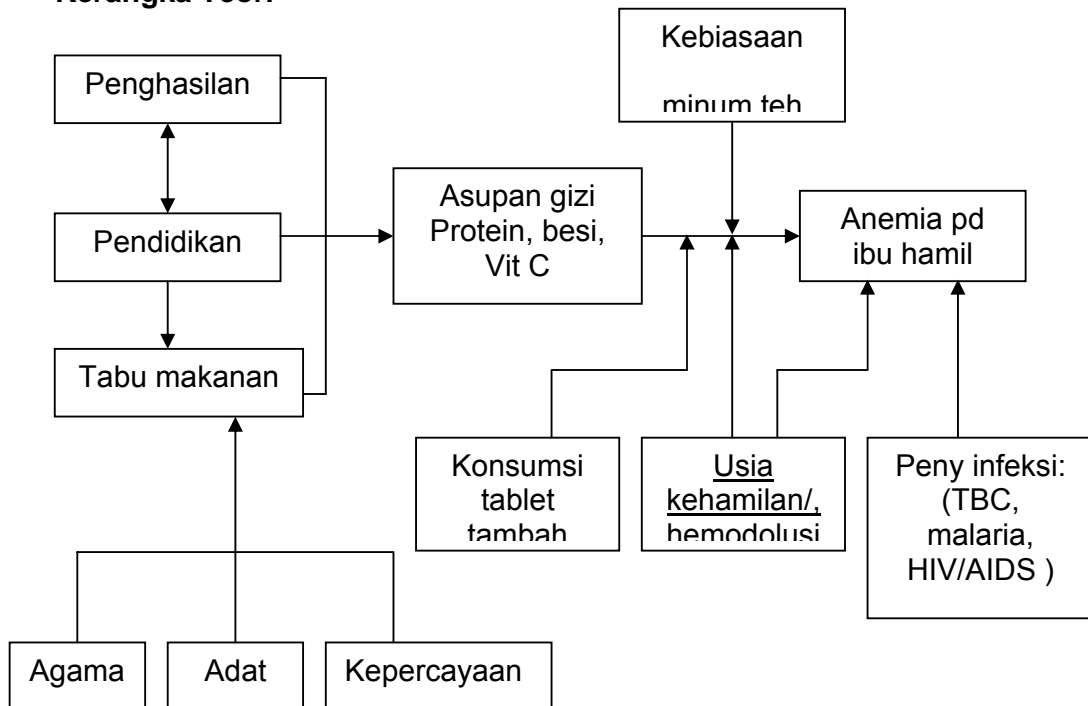 Kerangka Teori
Kebiasaan
minum teh
Penghasilan
Asupan gizi
Protein, besi,
Vit C
Anemia pd
ibu hamil
Pendidikan
Tabu makanan
Konsumsi
tablet
tambah
Usia
kehamilan/,
hemodolusi
Peny infeksi:
(TBC,
malaria,
HIV/AIDS )
Agama
Adat
Kepercayaan